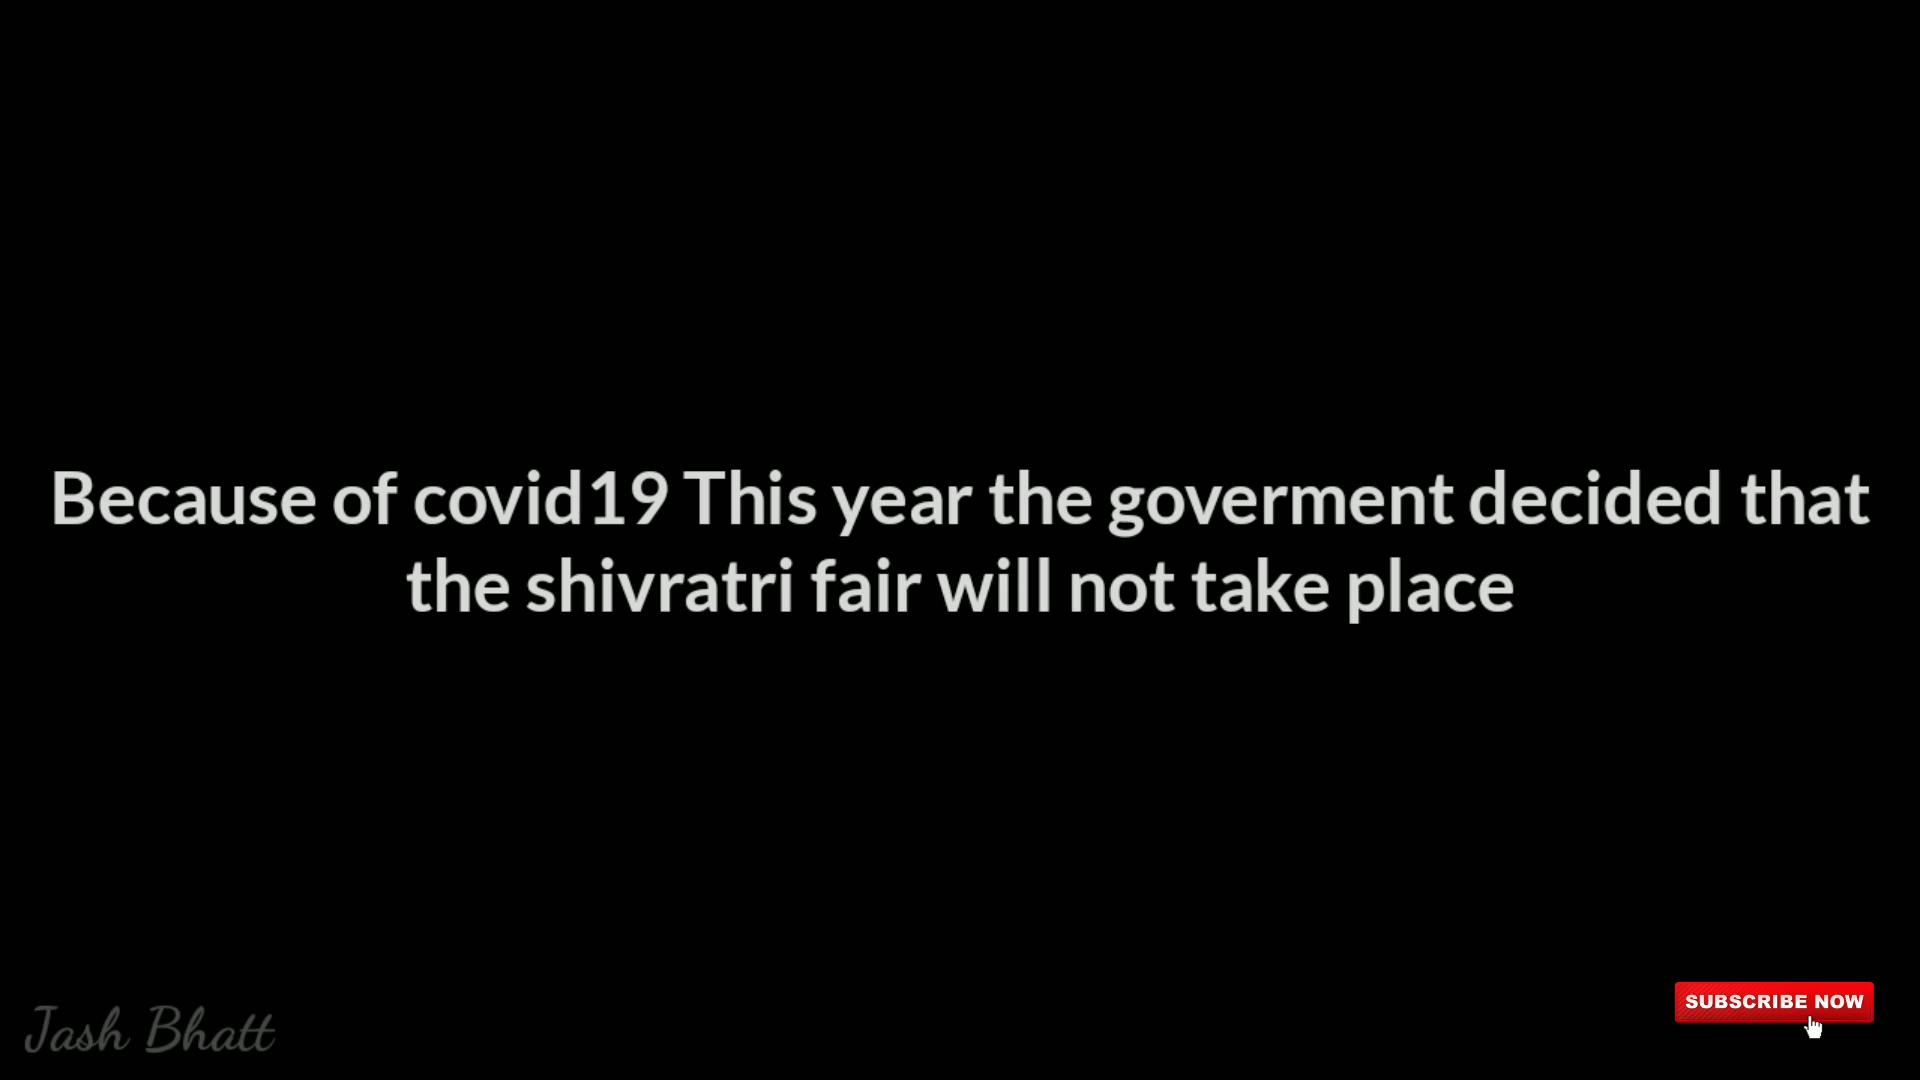 Because of covid19 This year the goverment decided that
the shivratri fair will not take place
Jash Bhatt
SUBSCRIBE NOW